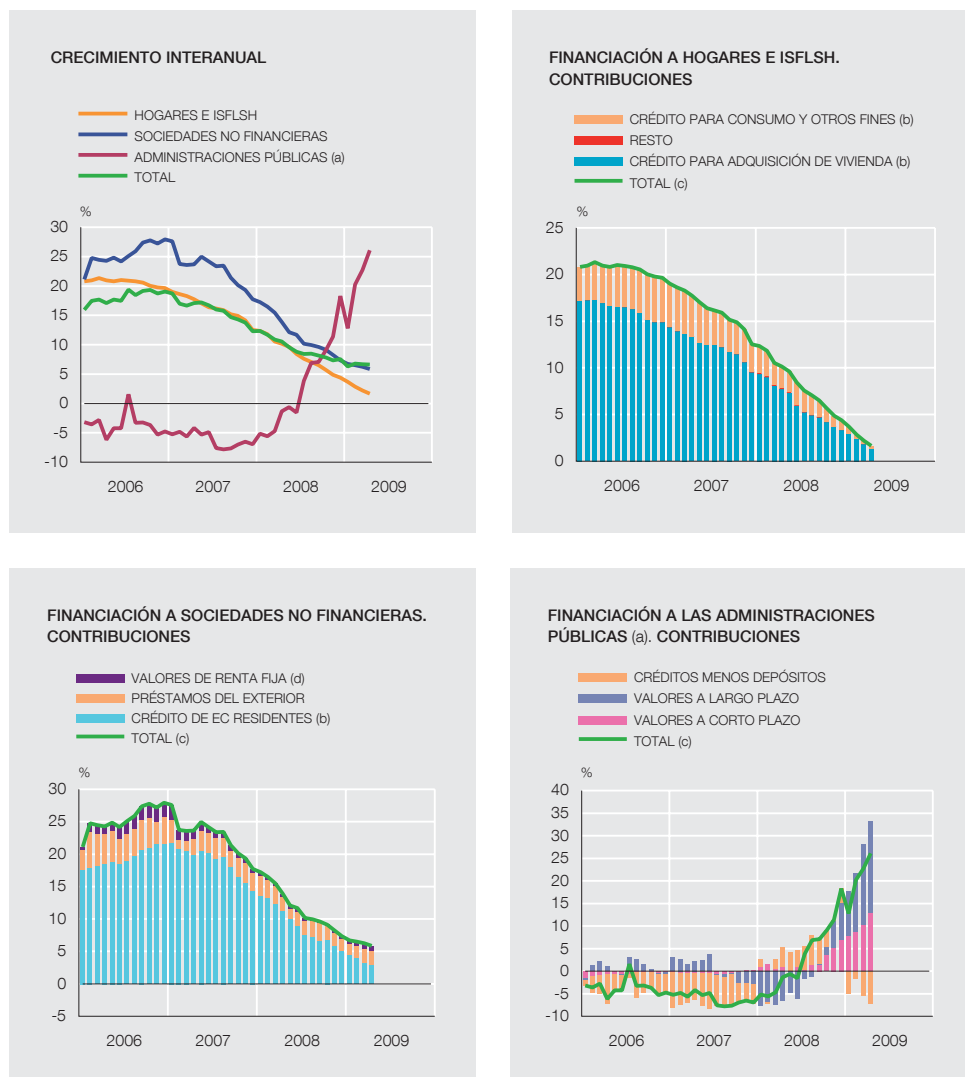 CRECIMIENTO INTERANUAL
HOGARES E ISFLSH
SOCIEDADES NO FINANCIERAS
ADMINISTRACIONES PÚBLICAS (a)
TOTAL
%
30
25
20
15
10
5
0
-5
-10
2006 2007 2008 2009
FINANCIACIÓN A HOGARES E ISFLSH.
CONTRIBUCIONES
CRÉDITO PARA CONSUMO Y OTROS FINES (b)
RESTO
CRÉDITO PARA ADQUISICIÓN DE VIVIENDA (b)
TOTAL (c)
%
25
20
15
10
5
0
2006 2007 2008 2009
FINANCIACIÓN A SOCIEDADES NO FINANCIERAS.
CONTRIBUCIONES
VALORES DE RENTA FIJA (d)
PRÉSTAMOS DEL EXTERIOR
CRÉDITO DE EC RESIDENTES (b)
TOTAL (c)
%
30
25
20
15
10
5
0
-5
2006 2007 2008 2009
FINANCIACIÓN A LAS ADMINISTRACIONES
PÚBLICAS (a). CONTRIBUCIONES
CRÉDITOS MENOS DEPÓSITOS
VALORES A LARGO PLAZO
VALORES A CORTO PLAZO
TOTAL (c)
%
40
35
30
25
20
15
10
5
0
-5
-10
2006 2007 2008 2009